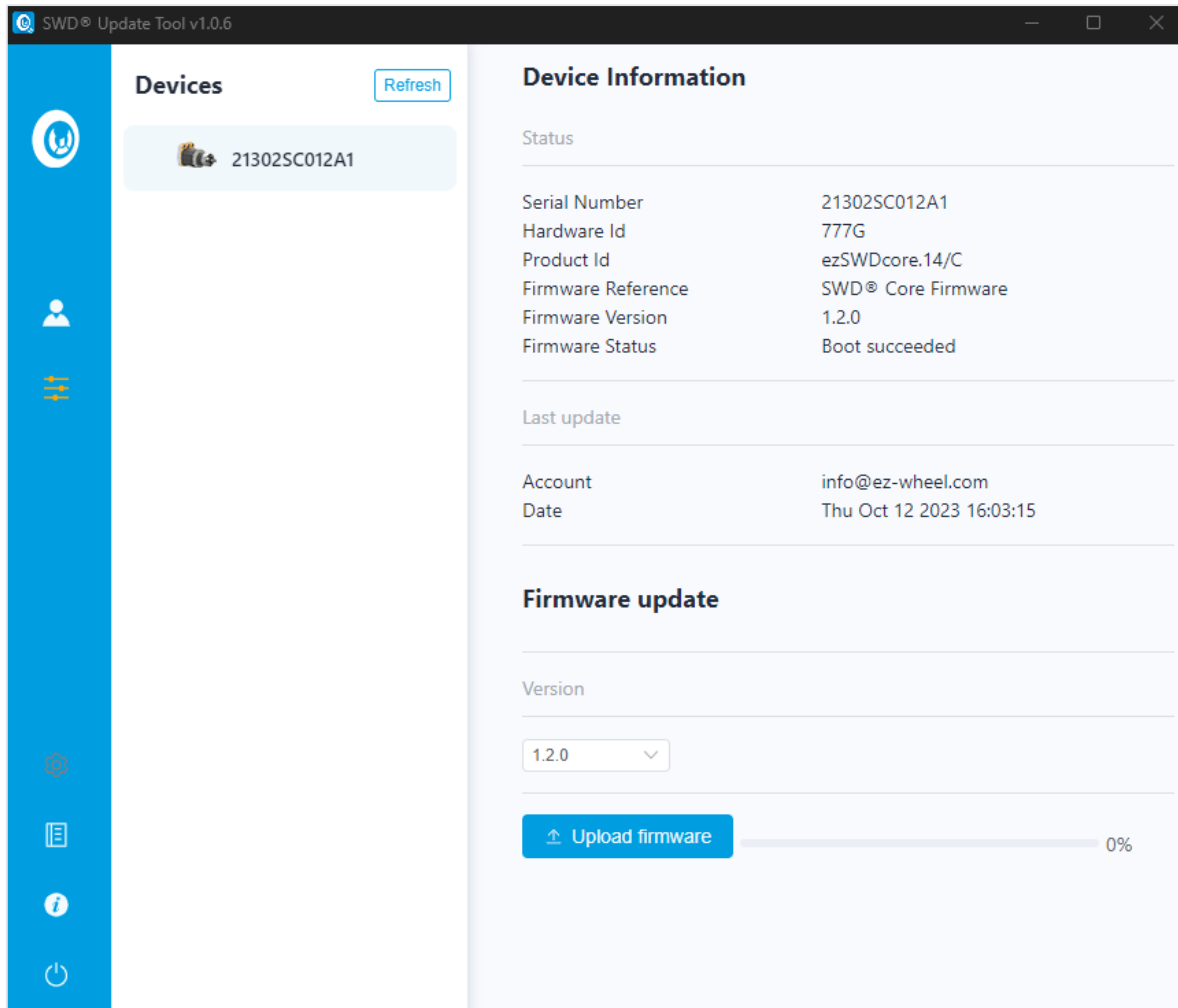 SWD® Update Tool v1.0.6
Devices
Refresh
21302SC012A1
Device Information
Status
Serial Number 21302SC012A1
Hardware Id 777G
Product Id ezSWDcore.14/C
Firmware Reference SWD® Core Firmware
Firmware Version 1.2.0
Firmware Status Boot succeeded
Last update
Account info@ez-wheel.com
Date Thu Oct 12 2023 16:03:15
Firmware update
Version
1.2.0
Upload firmware 0%